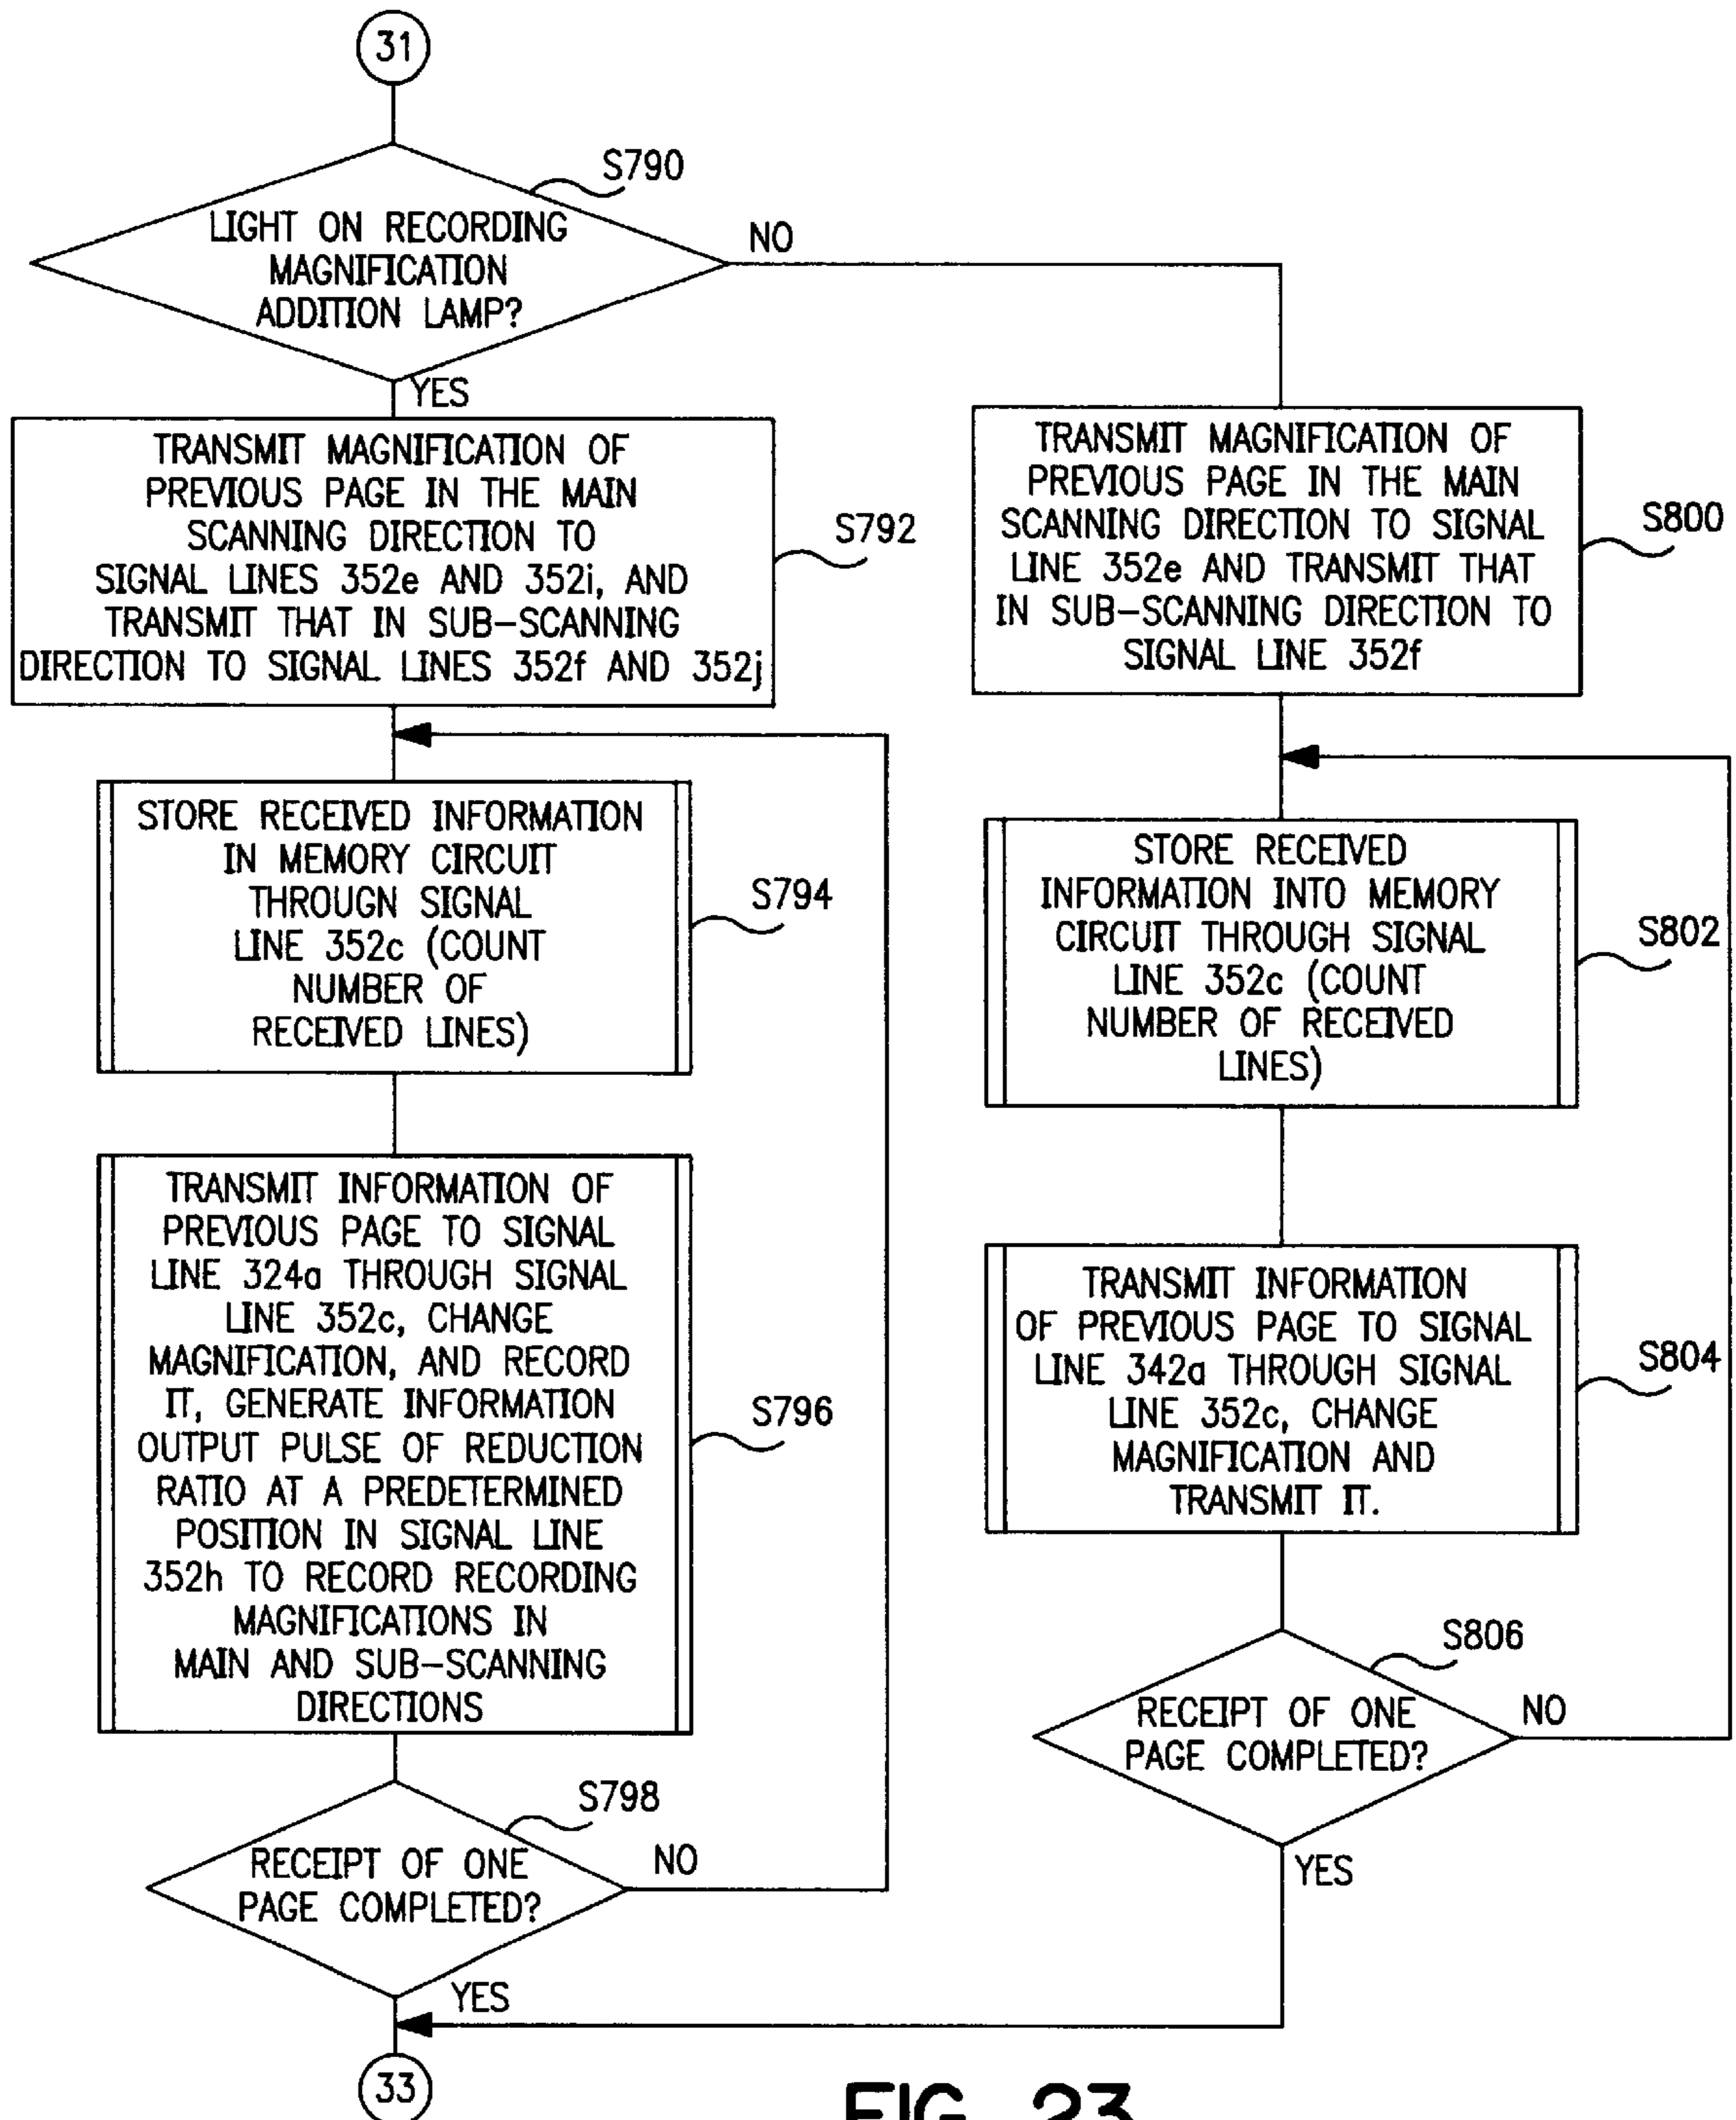 31
S790
LIGHT ON RECORDING
MAGNIFICATION
ADDITION LAMP?
NO
YES
TRANSMIT MAGNIFICATION OF
PREVIOUS PAGE IN THE MAIN
SCANNING DIRECTION TO
SIGNAL LINES 352e AND 352i, AND
TRANSMIT THAT IN SUB-SCANNING
DIRECTION TO SIGNAL LINES 352f AND 352j
S792
STORE RECEIVED INFORMATION
IN MEMORY CIRCUIT
THROUGN SIGNAL
LINE 352c (COUNT
NUMBER OF
RECEIVED LINES)
S794
TRANSMIT INFORMATION OF
PREVIOUS PAGE TO SIGNAL
LINE 324a THROUGH SIGNAL
LINE 352c, CHANGE
MAGNIFICATION, AND RECORD
IT, GENERATE INFORMATION
OUTPUT PULSE OF REDUCTION
RATIO AT A PREDETERMINED
POSITION IN SIGNAL LINE
352h TO RECORD RECORDING
MAGNIFICATIONS IN
MAIN AND SUB-SCANNING
DIRECTIONS
S796
S798
RECEIPT OF ONE
PAGE COMPLETED?
NO
YES
33
TRANSMIT MAGNIFICATION OF
PREVIOUS PAGE IN THE MAIN
SCANNING DIRECTION TO SIGNAL
LINE 352e AND TRANSMIT THAT
IN SUB-SCANNING DIRECTION TO
SIGNAL LINE 352f
S800
STORE RECEIVED
INFORMATION INTO MEMORY
CIRCUIT THROUGH SIGNAL
LINE 352c (COUNT
NUMBER OF RECEIVED
LINES)
S802
TRANSMIT INFORMATION
OF PREVIOUS PAGE TO SIGNAL
LINE 342a THROUGH SIGNAL
LINE 352c, CHANGE
MAGNIFICATION AND
TRANSMIT IT.
S804
S806
RECEIPT OF ONE
PAGE COMPLETED?
NO
YES
FIG. 23